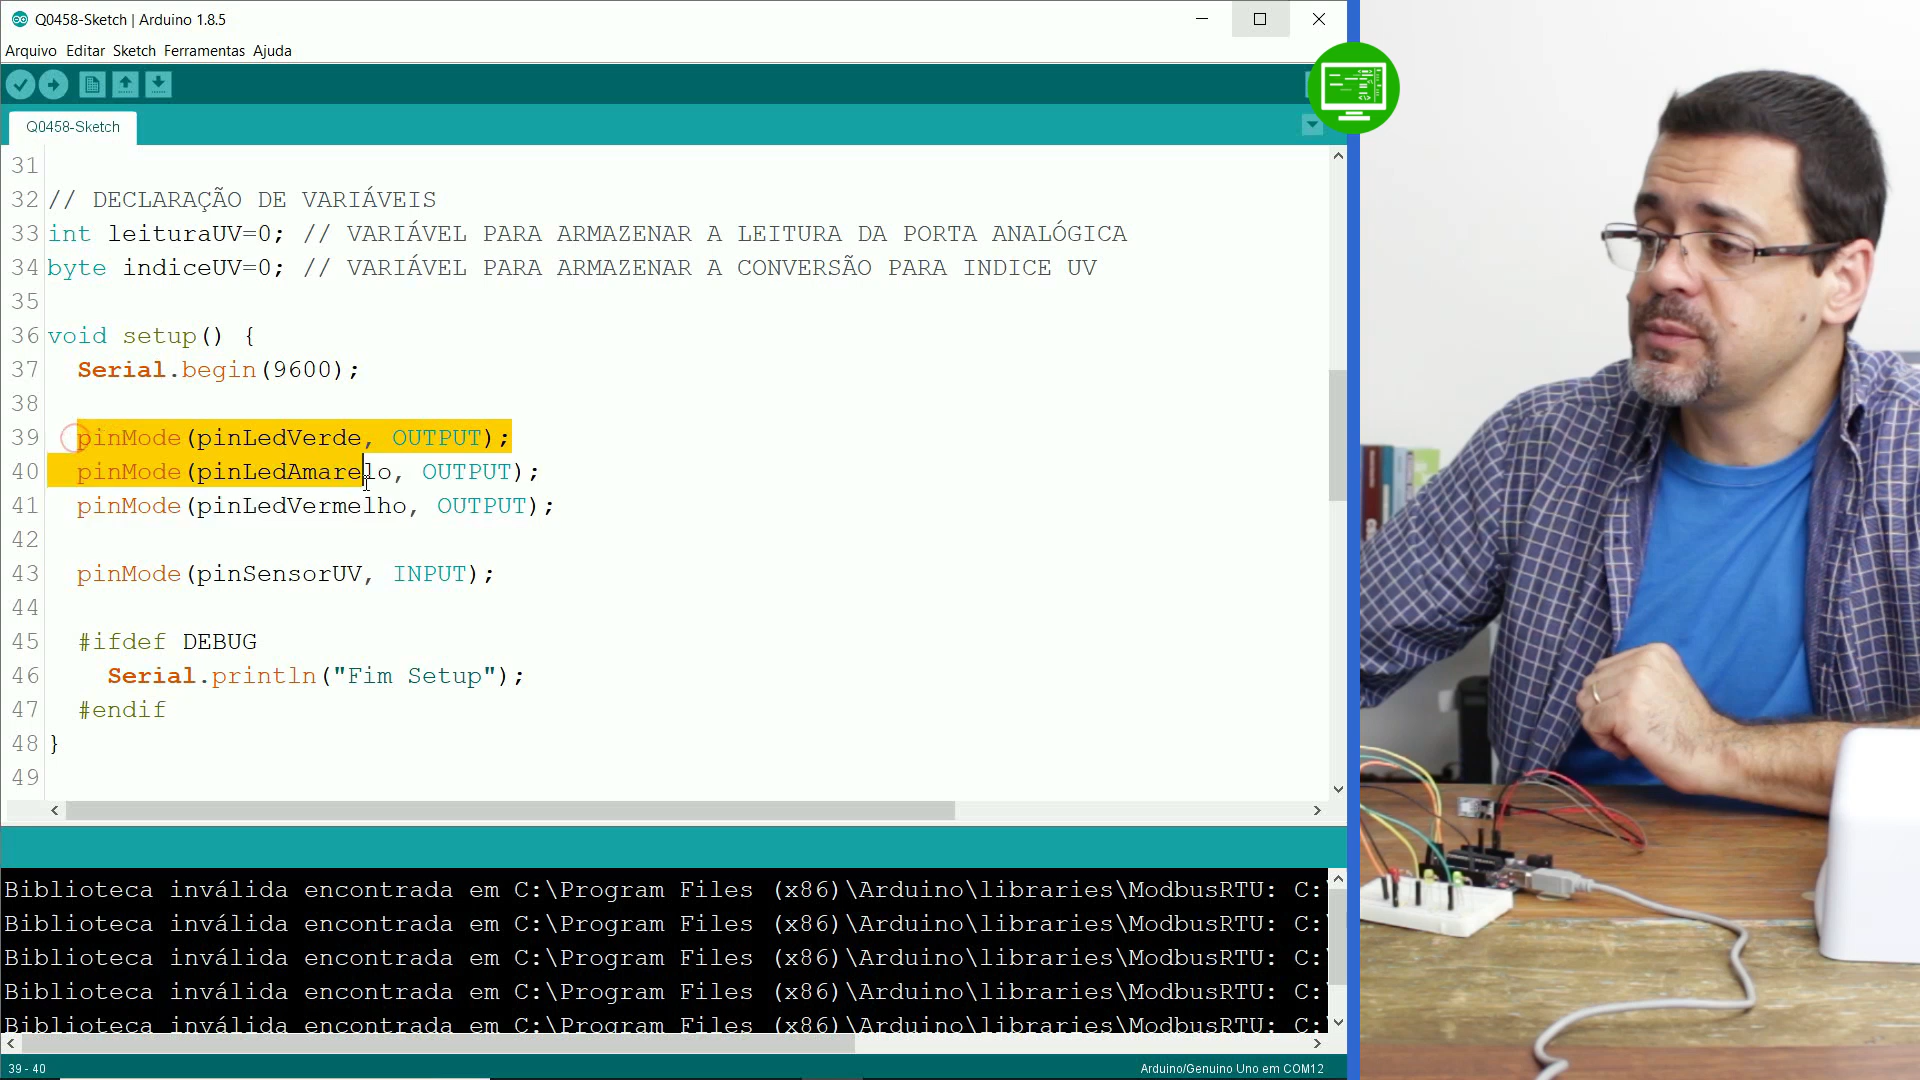 Q0458-Sketch | Arduino 1.8.5
Arquivo Editar Sketch Ferramentas Ajuda
Q0458-Sketch
31
32 // DECLARAÇÃO DE VARIÁVEIS
33 int leituraUV=0; // VARIÁVEL PARA ARMAZENAR A LEITURA DA PORTA ANALÓGICA
34 byte indiceUV=0; // VARIÁVEL PARA ARMAZENAR A CONVERSÃO PARA INDICE UV
35
36 void setup() {
37 Serial.begin(9600);
38
39 pinMode(pinLedVerde, OUTPUT);
40 pinMode(pinLedAmarelo, OUTPUT);
41 pinMode(pinLedVermelho, OUTPUT);
42
43 pinMode(pinSensorUV, INPUT);
44
45 #ifdef DEBUG
46 Serial.println("Fim Setup");
47 #endif
48 }
49
Biblioteca inválida encontrada em C:\Program Files (x86)\Arduino\libraries\ModbusRTU: C:\
Biblioteca inválida encontrada em C:\Program Files (x86)\Arduino\libraries\ModbusRTU: C:\
Biblioteca inválida encontrada em C:\Program Files (x86)\Arduino\libraries\ModbusRTU: C:\
Biblioteca inválida encontrada em C:\Program Files (x86)\Arduino\libraries\ModbusRTU: C:\
Biblioteca inválida encontrada em C:\Program Files (x86)\Arduino\libraries\ModbusRTU: C:\
39 - 40
Arduino/Genuino Uno em COM12